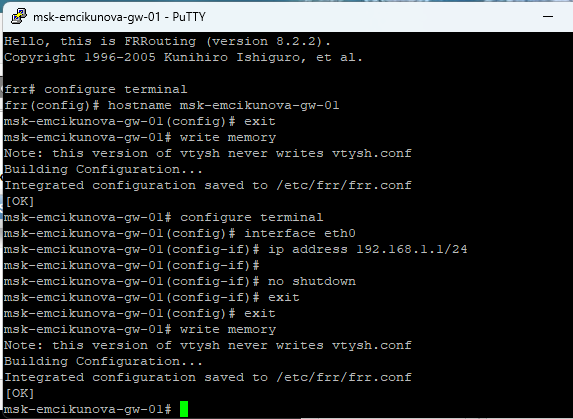 msk-emcikunova-gw-01 - PuTTY
Hello, this is FRRouting (version 8.2.2).
Copyright 1996-2005 Kunihiro Ishiguro, et al.
frr# configure terminal
frr(config)# hostname msk-emcikunova-gw-01
msk-emcikunova-gw-01(config)# exit
msk-emcikunova-gw-01# write memory
Note: this version of vtysh never writes vtysh.conf
Building Configuration...
Integrated configuration saved to /etc/frr/frr.conf
[OK]
msk-emcikunova-gw-01# configure terminal
msk-emcikunova-gw-01(config)# interface eth0
msk-emcikunova-gw-01(config-if)# ip address 192.168.1.1/24
msk-emcikunova-gw-01(config-if)#
msk-emcikunova-gw-01(config-if)# no shutdown
msk-emcikunova-gw-01(config-if)# exit
msk-emcikunova-gw-01(config)# exit
msk-emcikunova-gw-01# write memory
Note: this version of vtysh never writes vtysh.conf
Building Configuration...
Integrated configuration saved to /etc/frr/frr.conf
[OK]
msk-emcikunova-gw-01#